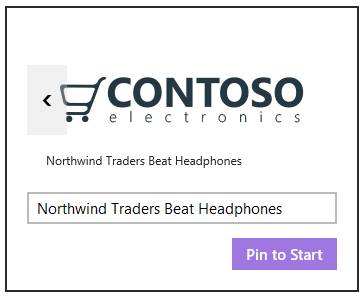 CONTOSO
electronics
Northwind Traders Beat Headphones
Northwind Traders Beat Headphones
Pin to Start